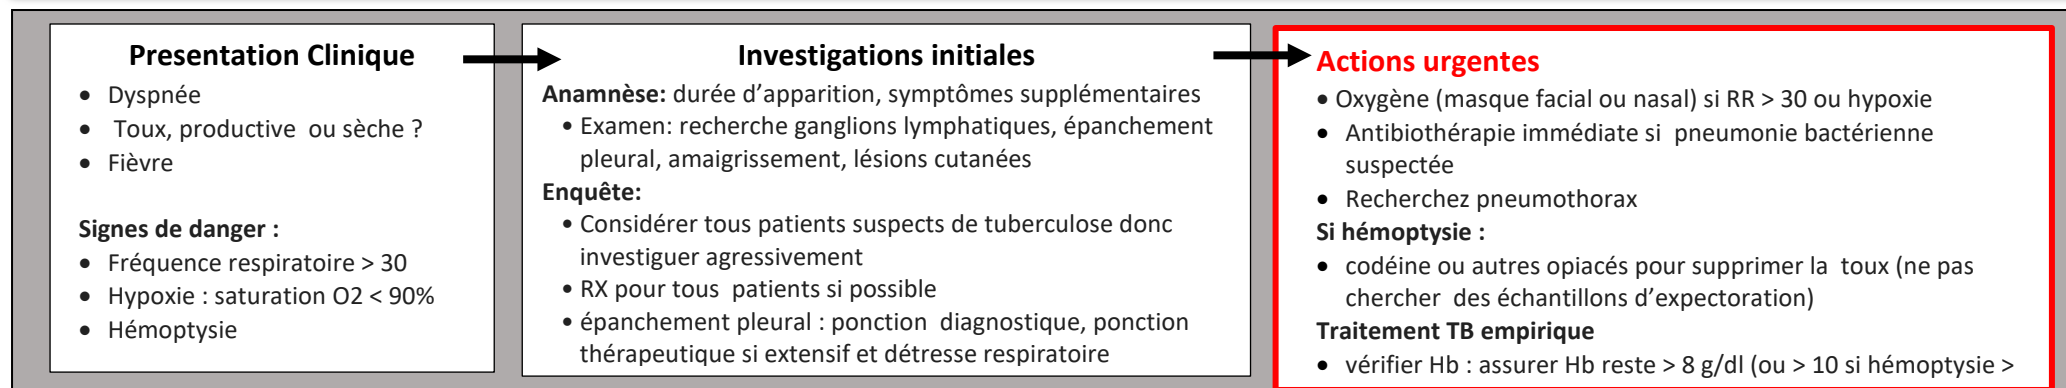 Presentation Clique
• Dyspnée
• Toux, productive ou sèche ?
• Fièvre
Signes de danger :
• Fréquence respiratoire > 30
• Hypoxie : saturation O2 < 90%
• Hémoptysie
Investigations initiales
Anamnèse: durée d’apparition, symptômes supplémentaires
• Examen: recherche ganglions lymphatiques, épanchement
pleural, amaigrissement, lésions cutanées
Enquête:
• Considérer tous patients suspects de tuberculose donc
investiguer agressivement
• RX pour tous patients si possible
• épanchement pleural : ponction diagnostique, ponction
thérapeutique si extensif et détresse respiratoire
Actions urgentes
• Oxygène (masque facial ou nasal) si RR > 30 ou hypoxie
• Antibiothérapie immédiate si pneumonie bactérienne
suspectée
• Recherchez pneumothorax
Si hémoptysie :
• codéine ou autres opiacés pour supprimer la toux (ne pas
chercher des échantillons d’expectoration)
Traitement TB empirique
• vérifier Hb : assurer Hb reste > 8 g/dl (ou > 10 si hémoptysie >